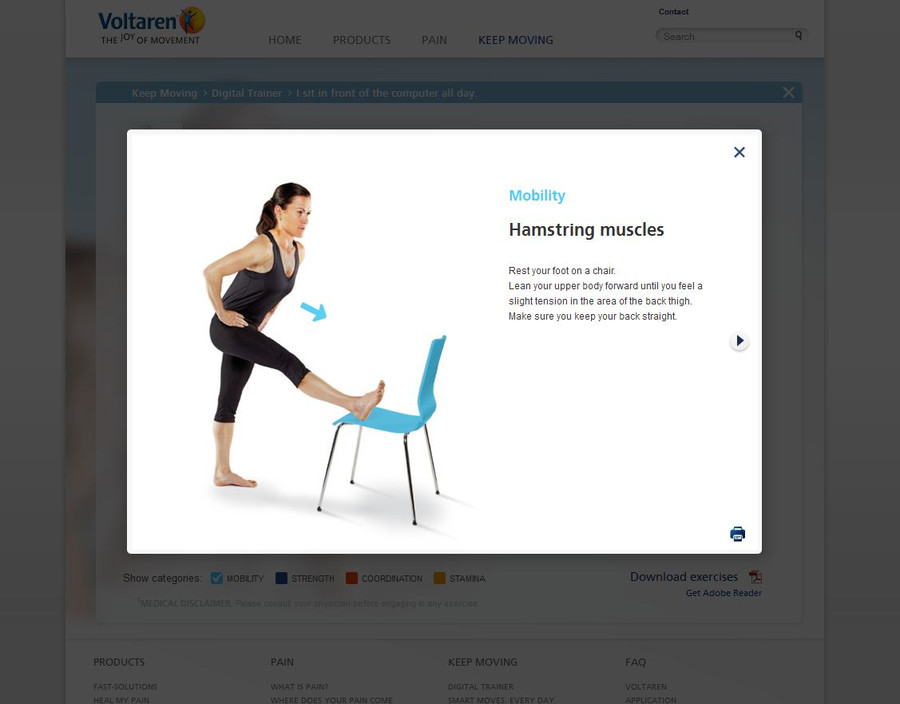 Voltaren
THE JOY OF MOVEMENT
Contact
HOME PRODUCTS PAIN KEEP MOVING
Search
Keep Moving > Digital Trainer > I sit in front of the computer all day.
Mobility
Hamstring muscles
Rest your foot on a chair.
Lean your upper body forward until you feel a
slight tension in the area of the back thigh.
Make sure you keep your back straight.
Show categories: MOBILITY STRENGTH COORDINATION STAMINA
Download exercises
Get Adobe Reader
MEDICAL DISCLAIMER. Please consult your physician before engaging in any exercise
PRODUCTS PAIN KEEP MOVING FAQ
FAST-SOLUTIONS WHAT IS PAIN? DIGITAL TRAINER VOLTAREN
HEAL MY PAIN WHERE DOES YOUR PAIN COME SMART MOVES. EVERY DAY. APPLICATION